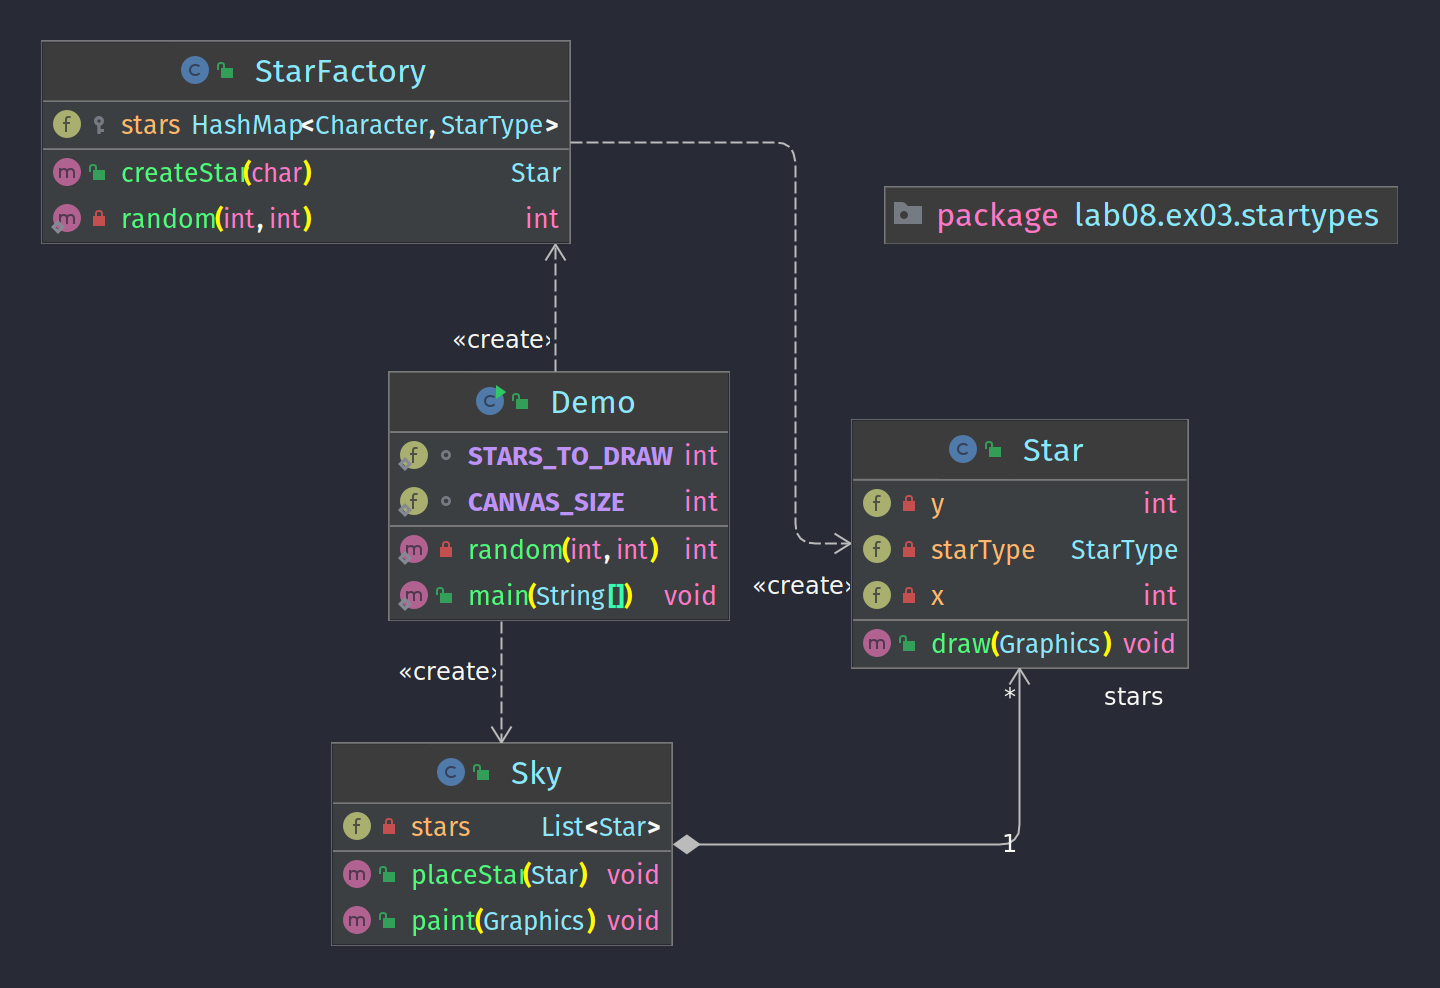 StarFactory
stars HashMap<Character, StarType>
createStar(char) Star
random(int, int) int
package lab08.ex03.startypes
«create»
Demo
STARS_TO_DRAW int
CANVAS_SIZE int
random(int, int) int
main(String[]) void
Star
y int
starType StarType
x int
draw(Graphics) void
«create»
«create»
* stars
Sky
stars List<Star>
placeStar(Star) void
paint(Graphics) void
1